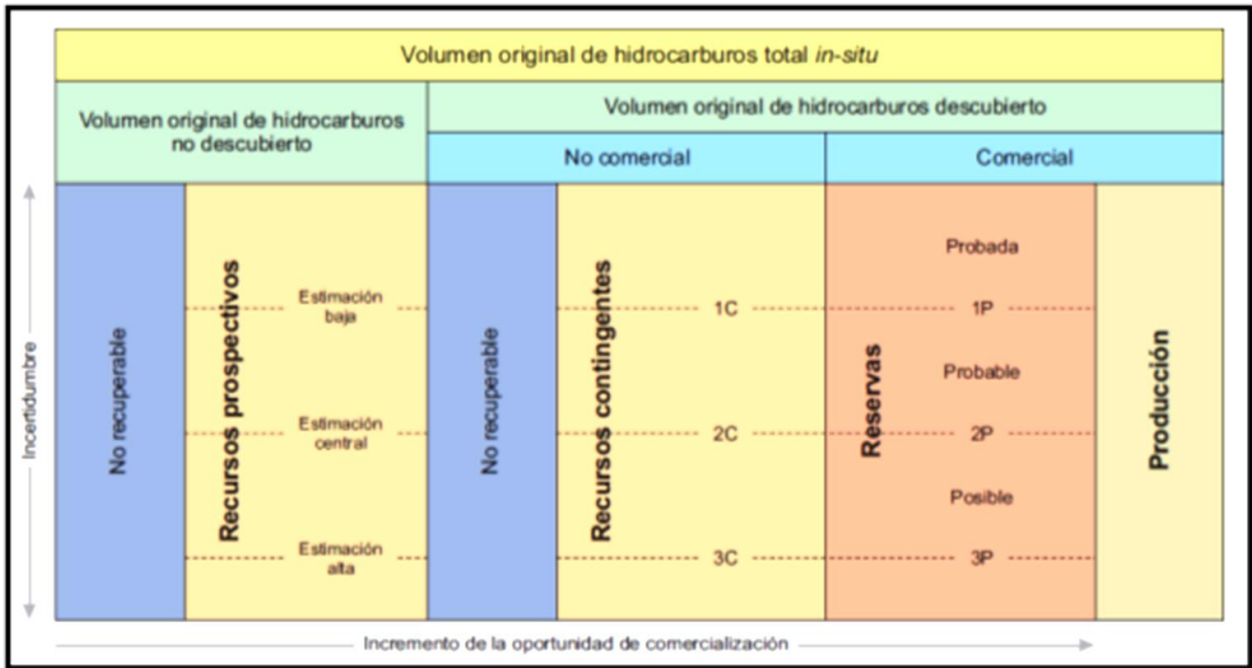 Volumen original de hidrocarburos total in-situ
Volumen original de hidrocarburos
no descubierto
Volumen original de hidrocarburos descubierto
No comercial
Comercial
Incertidumbre
No recuperable
Recursos prospectivos
Estimación
baja
Estimación
central
Estimación
alta
No recuperable
Recursos contingentes
1C
2C
3C
Reservas
Probada
1P
Probable
2P
Posible
3P
Producción
Incremento de la oportunidad de comercialización